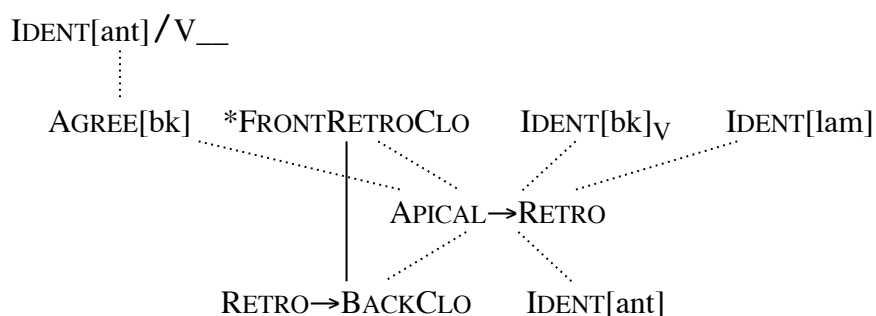 IDENT[ant]/V__
AGREE[bk] *FRONTRETROCLO IDENT[bk]V IDENT[lam]
APICAL→RETRO
RETRO→BACKCLO IDENT[ant]